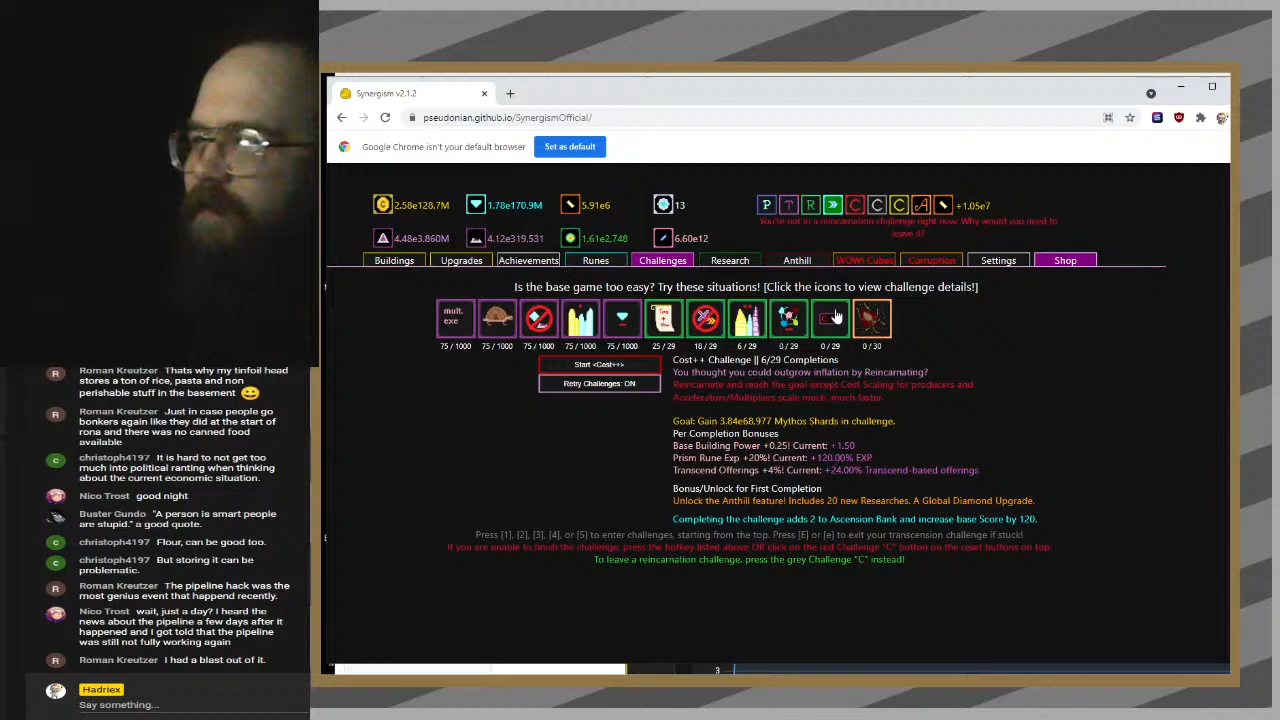 Synergism v2.1.2
pseudonian.github.io/SynergismOfficial/
Google Chrome isn't your default browser
Set as default
2.58e128.7M
1.78e170.9M
5.91e6
13
P T R C C C A +1.05e7
You're not in a reincarnation challenge right now. Why would you need to
leave it?
4.48e3.860M
4.12e319,531
1.61e2,748
6.60e12
Buildings
Upgrades
Achievements
Runes
Challenges
Research
Anthill
WOW! Cubes
Corruption
Settings
Shop
Is the base game too easy? Try these situations! [Click the icons to view challenge details!]
mult.
exe
75 / 1000
75 / 1000
75 / 1000
75 / 1000
75 / 1000
25 / 29
18 / 29
6 / 29
0 / 29
0 / 29
0 / 30
Start <Cost++>
Retry Challenges: ON
Cost++ Challenge || 6/29 Completions
You thought you could outgrow inflation by Reincarnating?
Reincarnate and reach the goal except Cost Scaling for producers and
Accelerators/Multipliers scale much, much faster.
Goal: Gain 3.84e68,977 Mythos Shards in challenge.
Per Completion Bonuses
Base Building Power +0.25! Current: +1.50
Prism Rune Exp +20%! Current: +120.00% EXP
Transcend Offerings +4%! Current: +24.00% Transcend-based offerings
Bonus/Unlock for First Completion
Unlock the Anthill feature! Includes 20 new Researches. A Global Diamond Upgrade.
Completing the challenge adds 2 to Ascension Bank and increase base Score by 120.
Press [1], [2], [3], [4], or [5] to enter challenges, starting from the top. Press [E] or [e] to exit your transcension challenge if stuck!
If you are unable to finish the challenge, press the hotkey listed above OR click on the red Challenge "C" button on the reset buttons on top.
To leave a reincarnation challenge, press the grey Challenge "C" instead!
3
Roman Kreutzer Thats why my tinfoil head
stores a ton of rice, pasta and non
perishable stuff in the basement
Roman Kreutzer Just in case people go
bonkers again like they did at the start of
rona and there was no canned food
available
christoph4197 It is hard to not get too
much into political ranting when thinking
about the current economic situation.
Nico Trost good night
Buster Gundo "A person is smart people
are stupid." a good quote.
christoph4197 Flour, can be good too.
christoph4197 But storing it can be
problematic.
Roman Kreutzer The pipeline hack was the
most genius event that happend recently.
Nico Trost wait, just a day? I heard the
news about the pipeline a few days after it
happened and I got told that the pipeline
was still not fully working again
Roman Kreutzer I had a blast out of it.
Hadriex
Say something...